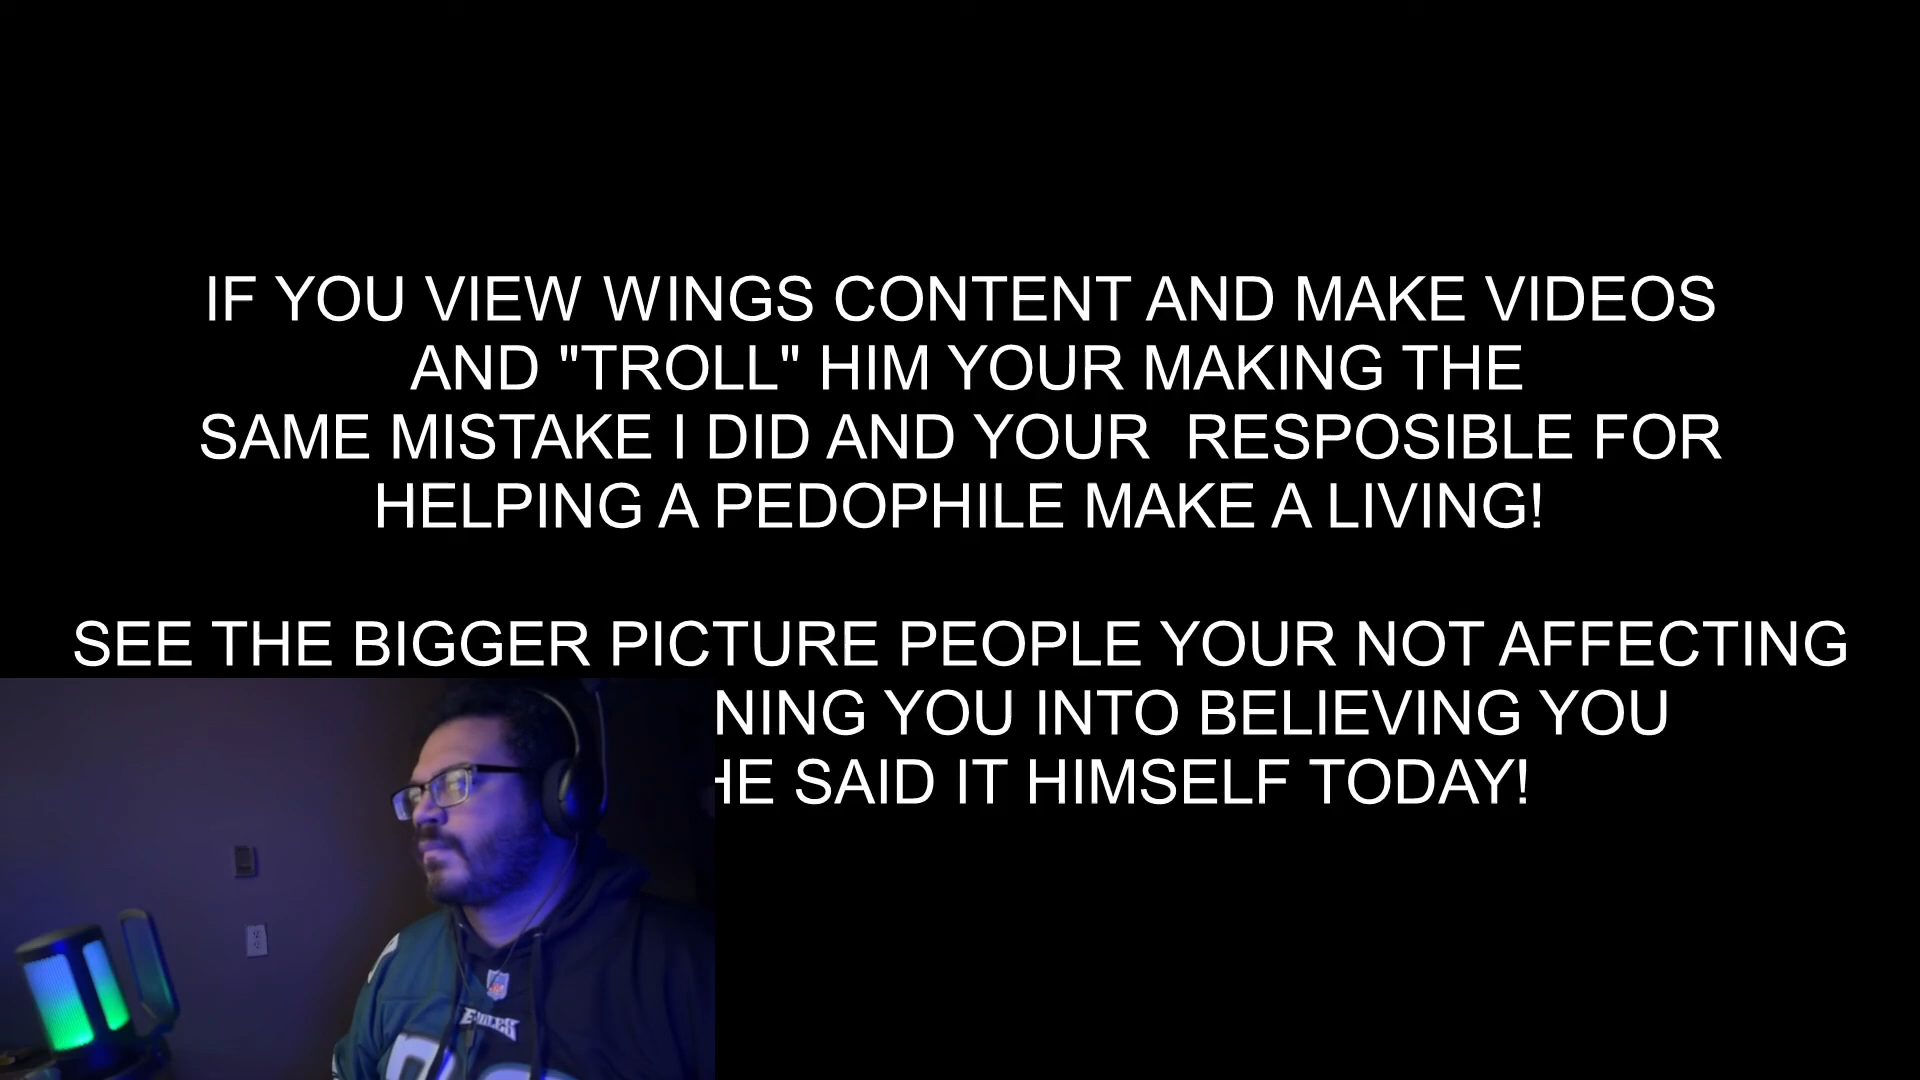 IF YOU VIEW WINGS CONTENT AND MAKE VIDEOS
AND "TROLL" HIM YOUR MAKING THE
SAME MISTAKE I DID AND YOUR  RESPOSIBLE FOR
HELPING A PEDOPHILE MAKE A LIVING!
SEE THE BIGGER PICTURE PEOPLE YOUR NOT AFFECTING
NING YOU INTO BELIEVING YOU
HE SAID IT HIMSELF TODAY!
EAGLES